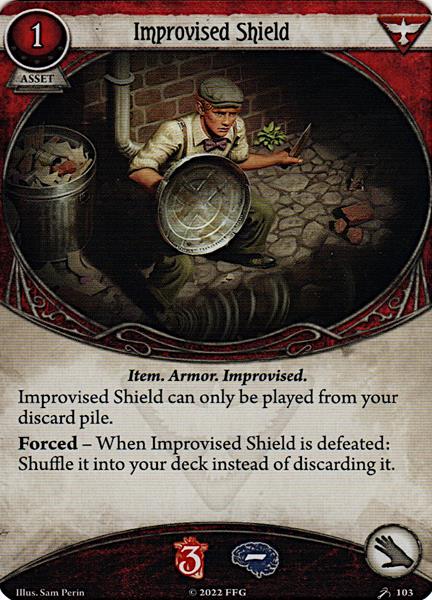 1
Improvised Shield
ASSET
Item. Armor. Improvised.
Improvised Shield can only be played from your
discard pile.
Forced – When Improvised Shield is defeated:
Shuffle it into your deck instead of discarding it.
3 –
Illus. Sam Perin © 2022 FFG 103